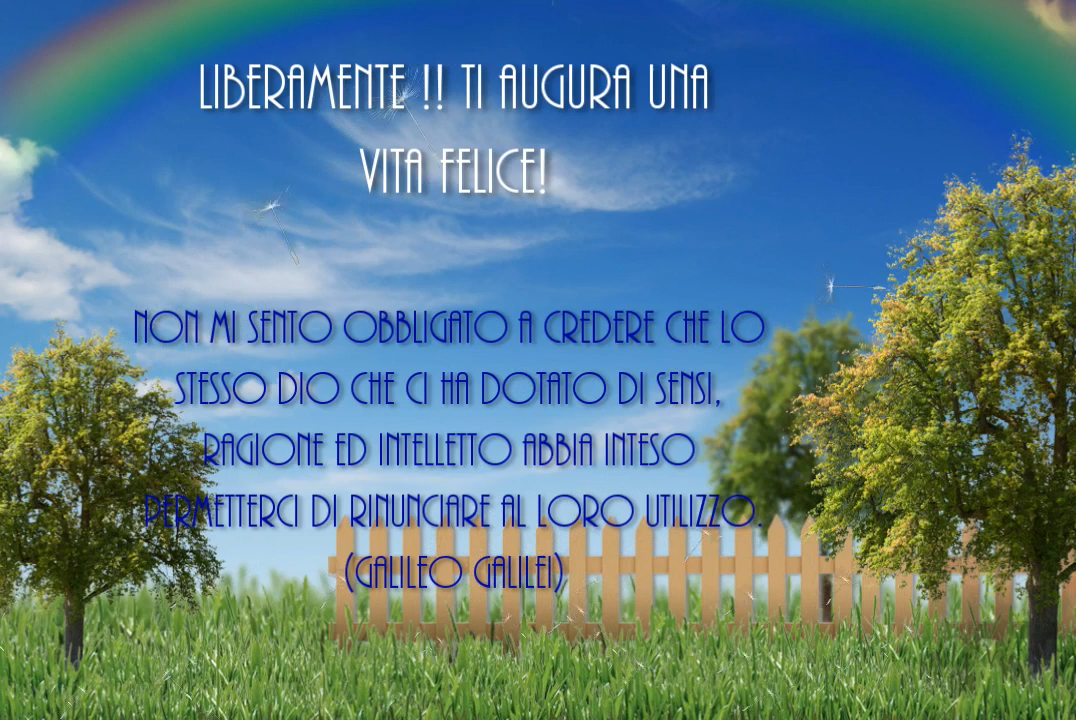 LIBERAMENTE !! TI AUGURA UNA
VITA FELICE!
NON MI SENTO OBBLIGATO A CREDERE CHE LO
STESSO DIO CHE CI HA DOTATO DI SENSI,
RAGIONE ED INTELLETTO ABBIA INTESO
PERMETTERCI DI RINUNCIARE AL LORO UTILIZZO.
(GALILEO GALILEI)